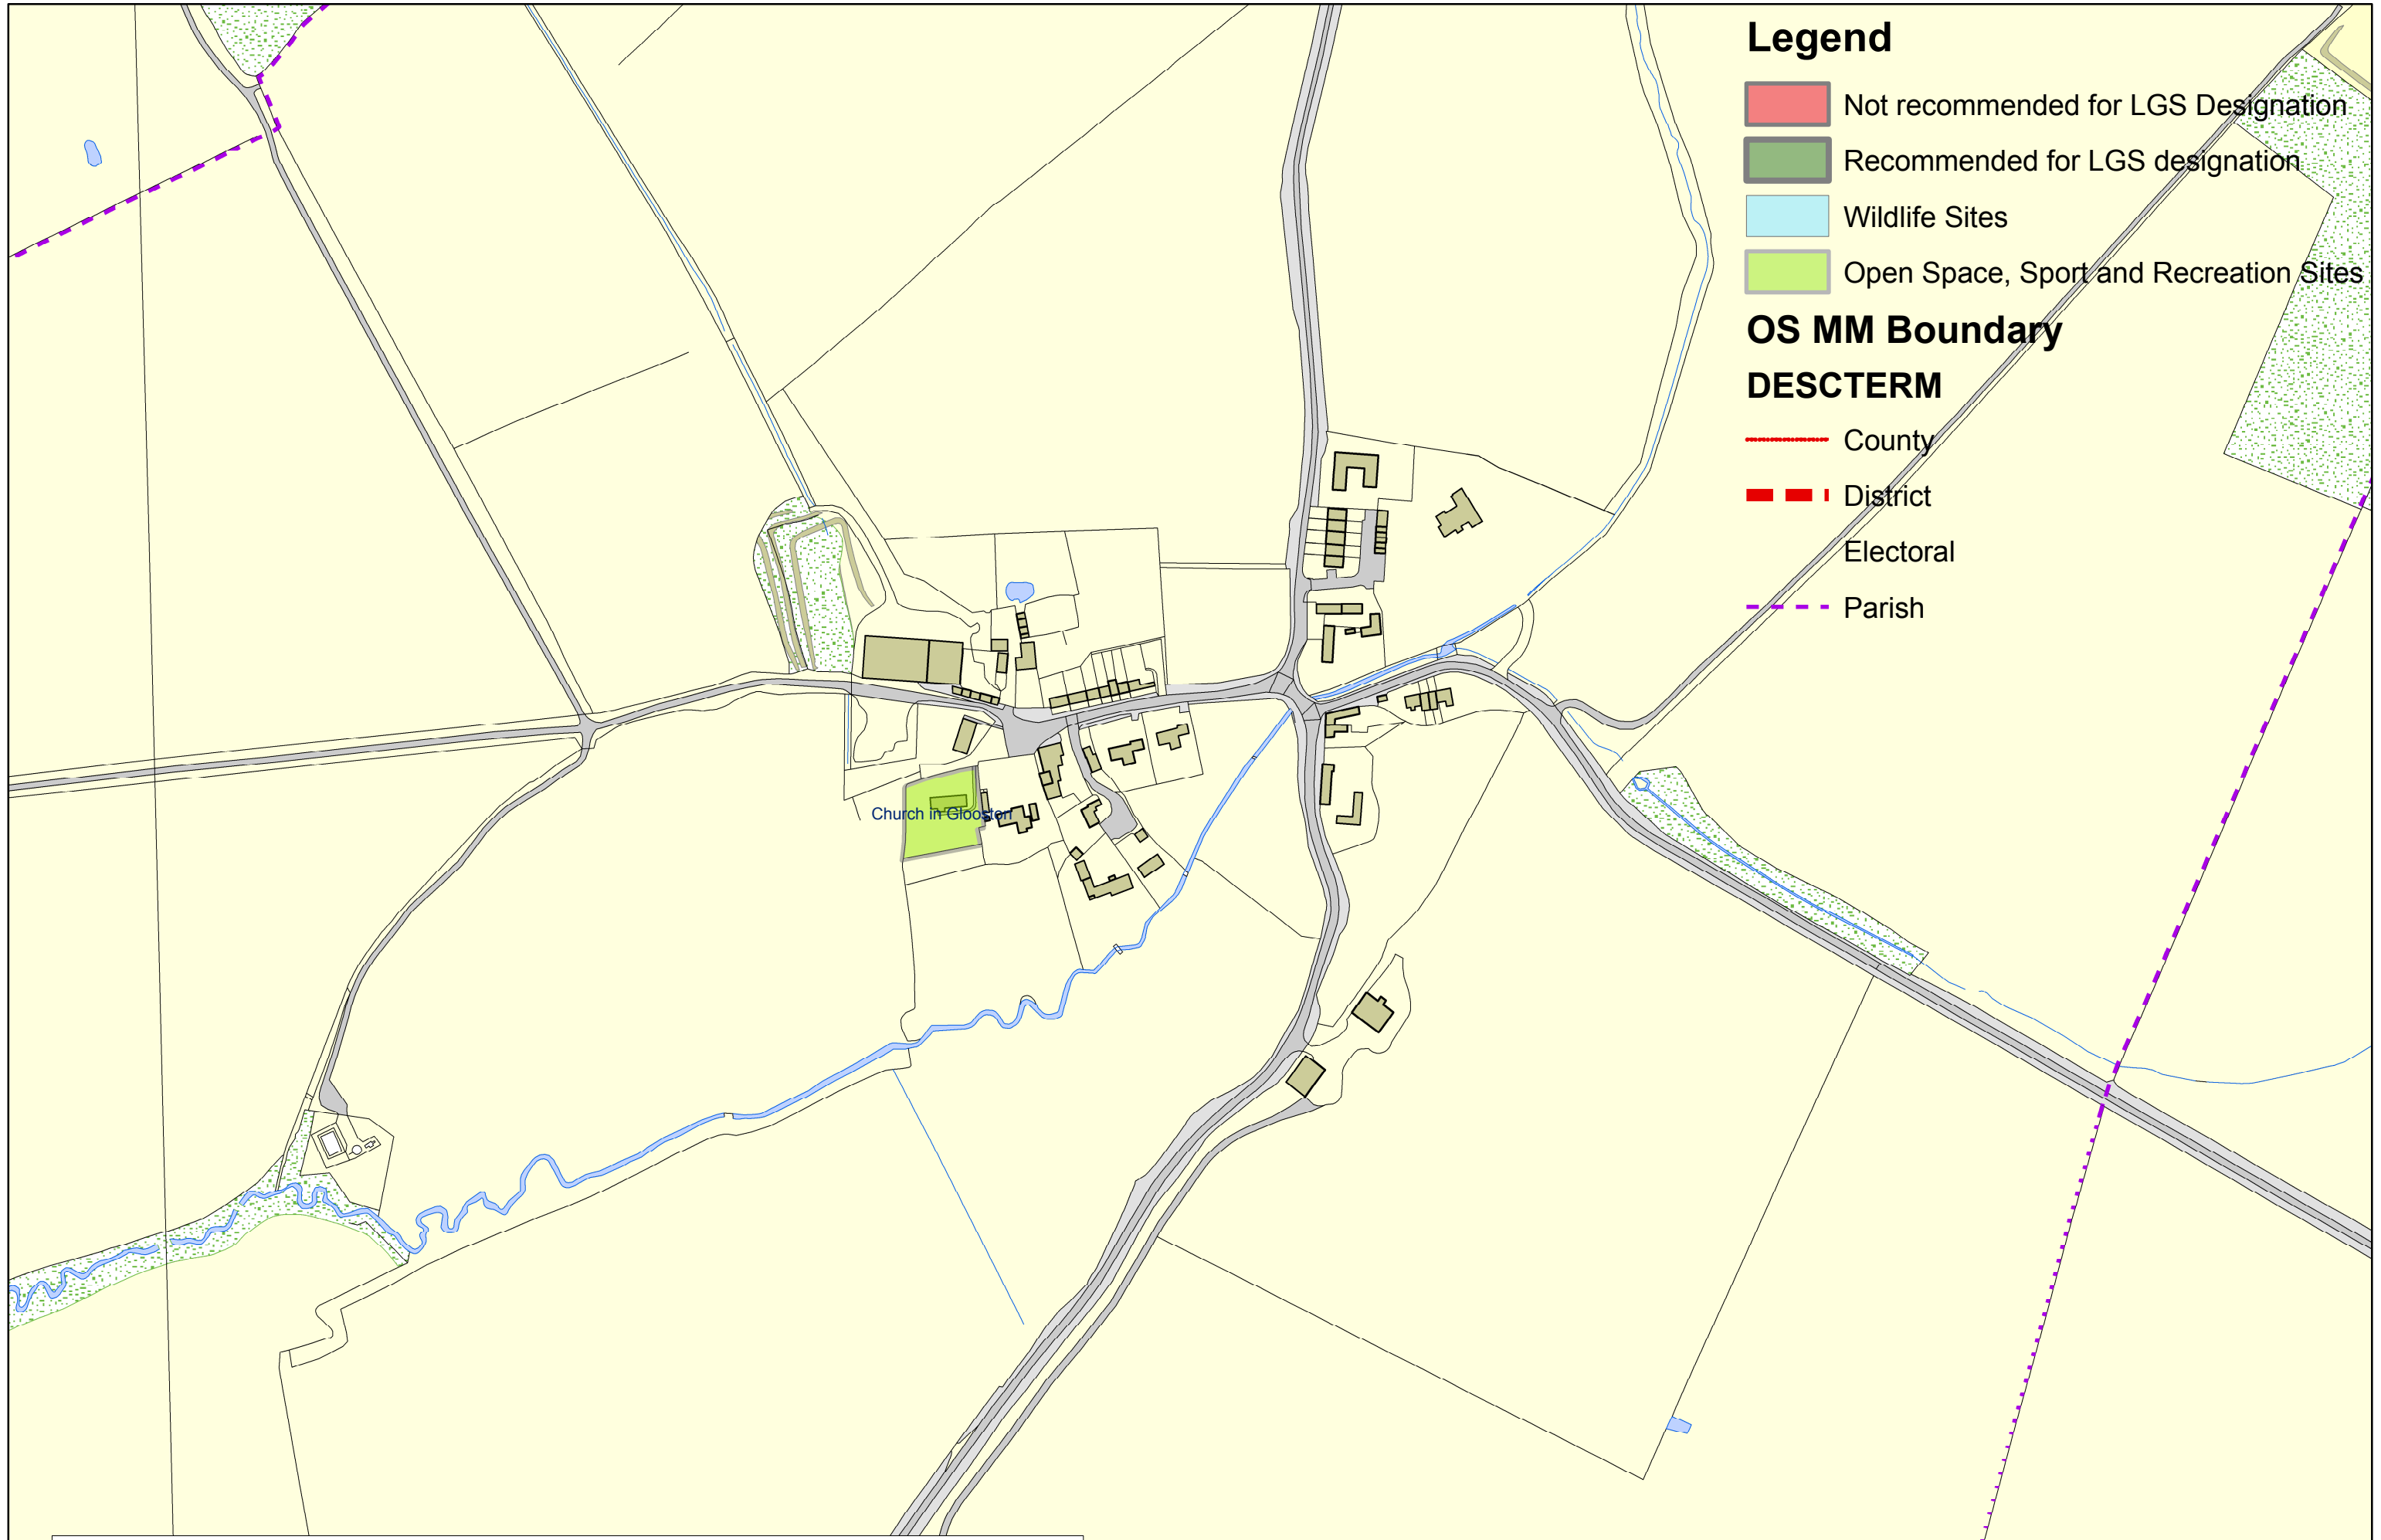 Legend
Not recommended for LGS Designation
Recommended for LGS designation
Wildlife Sites
Open Space, Sport and Recreation Sites
OS MM Boundary
DESCTERM
County
District
Electoral
Parish
Church in Glooston